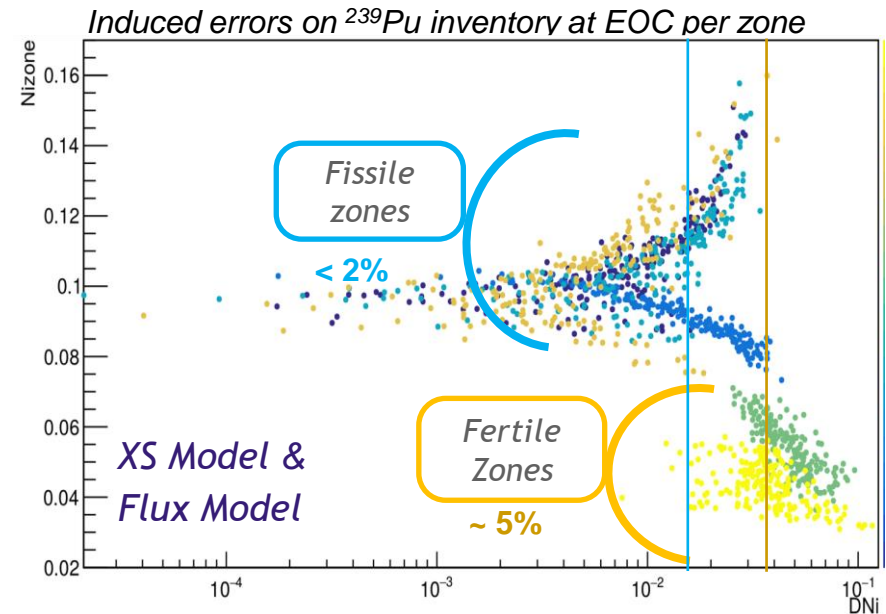 Induced errors on ²³⁹Pu inventory at EOC per zone
Nizone
0.16
0.14
0.12
0.1
0.08
0.06
0.04
0.02
Fissile
zones
< 2%
Fertile
Zones
~ 5%
XS Model &
Flux Model
10⁻⁴
10⁻³
10⁻²
10⁻¹
DNi